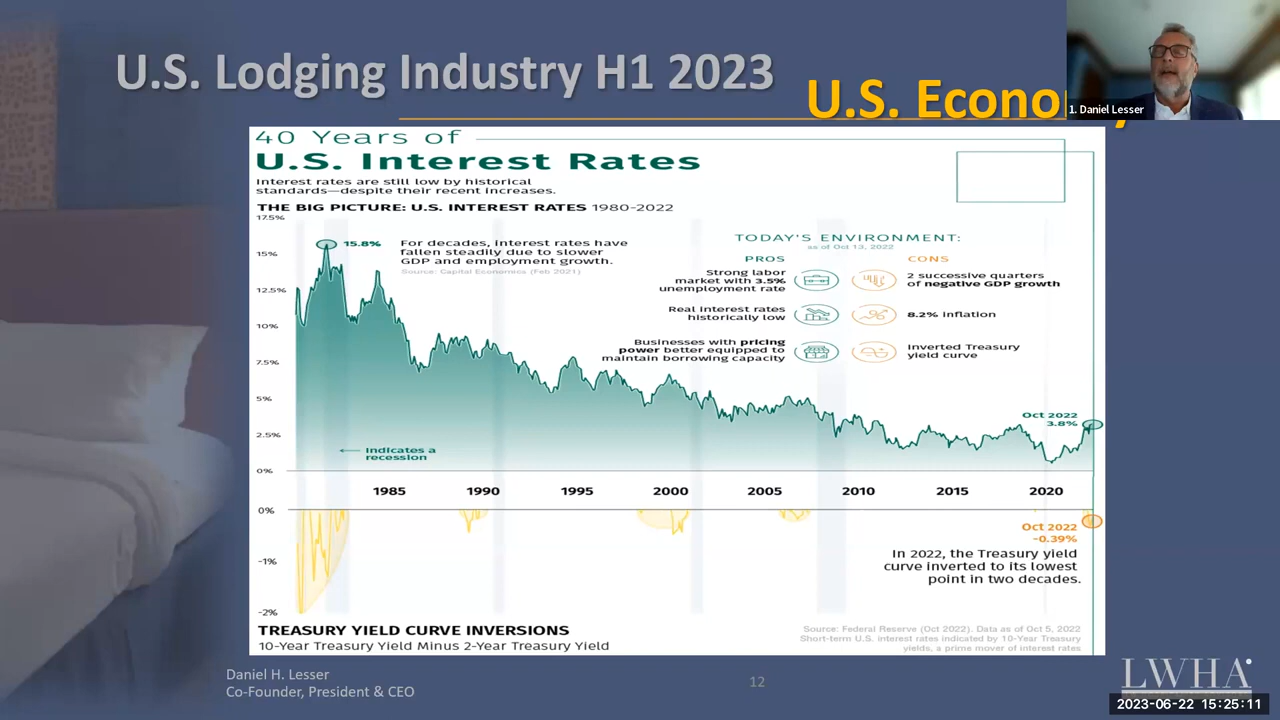 U.S. Lodging Industry H1 2023
U.S. Econo
1. Daniel Lesser
40 Years of
U.S. Interest Rates
Interest rates are still low by historical
standards—despite their recent increases.
THE BIG PICTURE: U.S. INTEREST RATES 1980-2022
17.5%
15%
12.5%
10%
7.5%
5%
2.5%
0%
15.8%
For decades, interest rates have
fallen steadily due to slower
GDP and employment growth.
Source: Capital Economics (Feb 2021)
TODAY'S ENVIRONMENT:
as of Oct 13, 2022
PROS
Strong labor
market with 3.5%
unemployment rate
Real interest rates
historically low
Businesses with pricing
power better equipped to
maintain borrowing capacity
CONS
2 successive quarters
of negative GDP growth
8.2% inflation
Inverted Treasury
yield curve
Oct 2022
3.8%
Indicates a
recession
1985 1990 1995 2000 2005 2010 2015 2020
0%
-1%
-2%
Oct 2022
-0.39%
In 2022, the Treasury yield
curve inverted to its lowest
point in two decades.
TREASURY YIELD CURVE INVERSIONS
10-Year Treasury Yield Minus 2-Year Treasury Yield
Source: Federal Reserve (Oct 2022). Data as of Oct 5, 2022
Short-term U.S. interest rates indicated by 10-Year Treasury
yields, a prime mover of interest rates
Daniel H. Lesser
Co-Founder, President & CEO
12
LWHA
2023-06-22 15:25:11